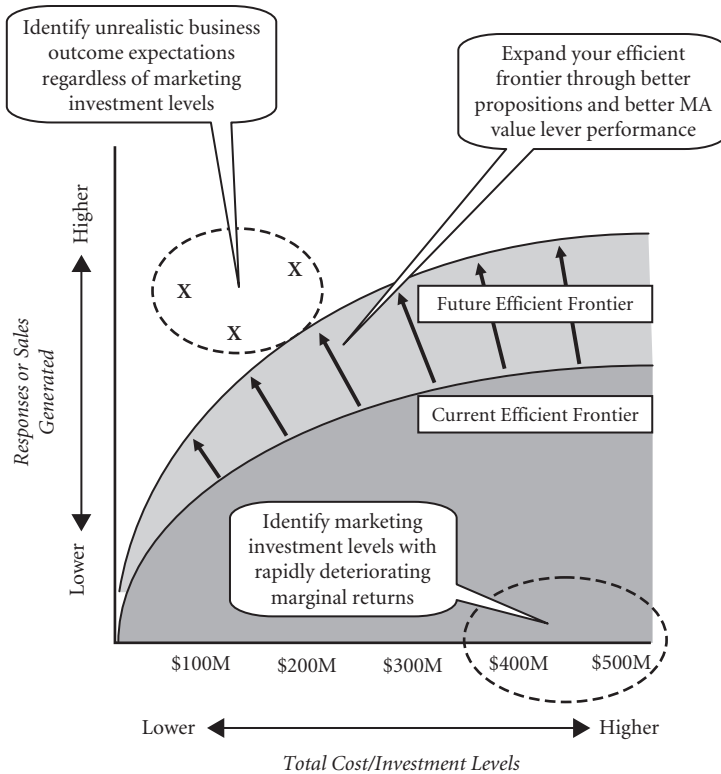 Identify unrealistic business
outcome expectations
regardless of marketing
investment levels
Expand your efficient
frontier through better
propositions and better MA
value lever performance
Higher
Responses or Sales
Generated
Lower
X
X
X
Future Efficient Frontier
Current Efficient Frontier
Identify marketing
investment levels with
rapidly deteriorating
marginal returns
$100M
$200M
$300M
$400M
$500M
Lower
Higher
Total Cost/Investment Levels